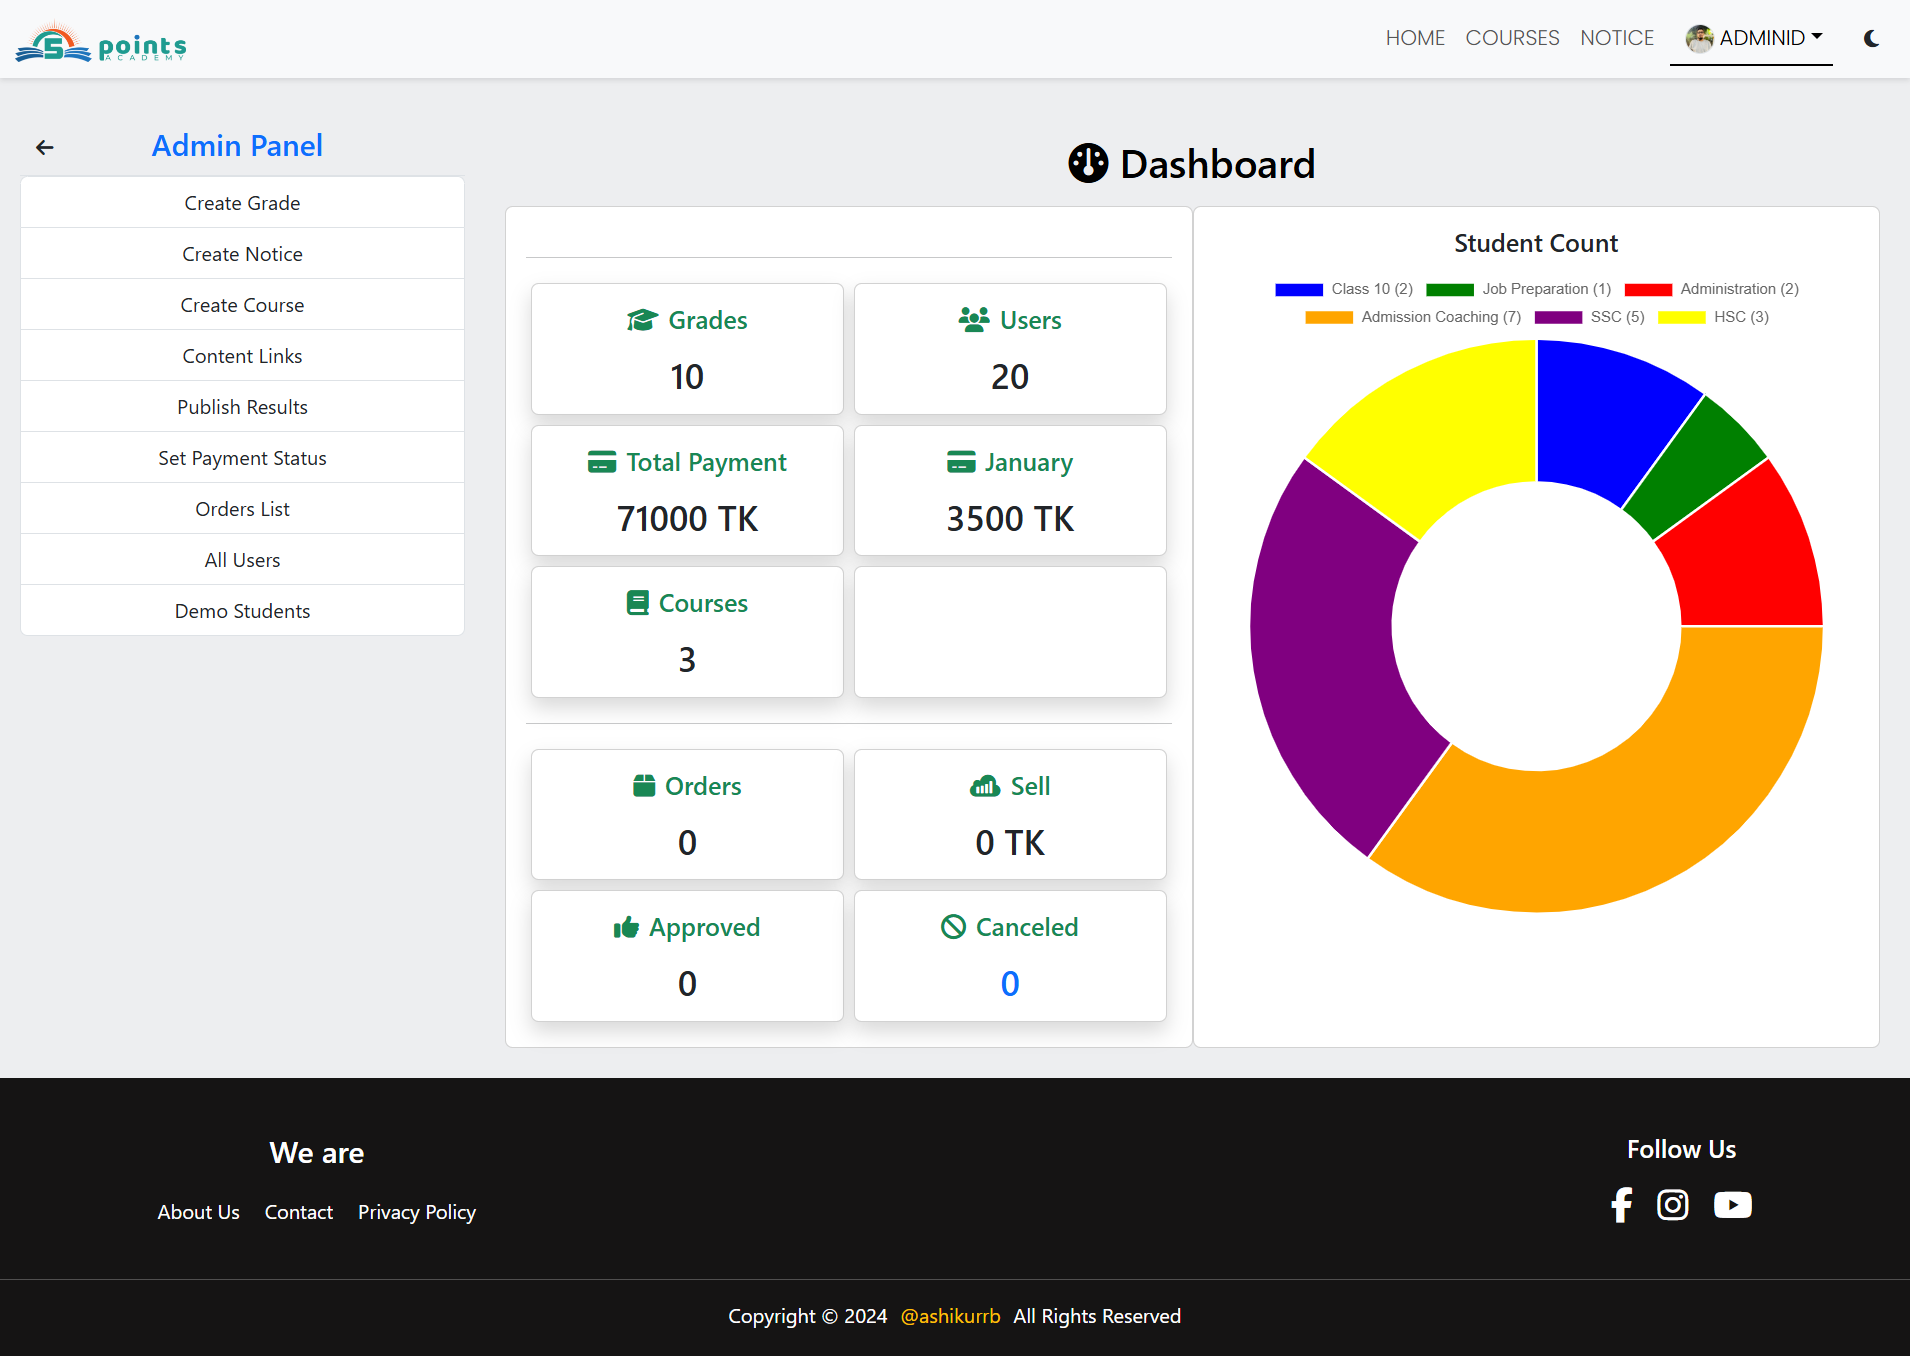 5 points
ACADEMY
HOME COURSES NOTICE ADMINID
Admin Panel
Create Grade
Create Notice
Create Course
Content Links
Publish Results
Set Payment Status
Orders List
All Users
Demo Students
Dashboard
Grades
10
Users
20
Total Payment
71000 TK
January
3500 TK
Courses
3
Orders
0
Sell
0 TK
Approved
0
Canceled
0
Student Count
Class 10 (2) Job Preparation (1) Administration (2)
Admission Coaching (7) SSC (5) HSC (3)
We are
About Us Contact Privacy Policy
Follow Us
Copyright © 2024 @ashikurrb All Rights Reserved